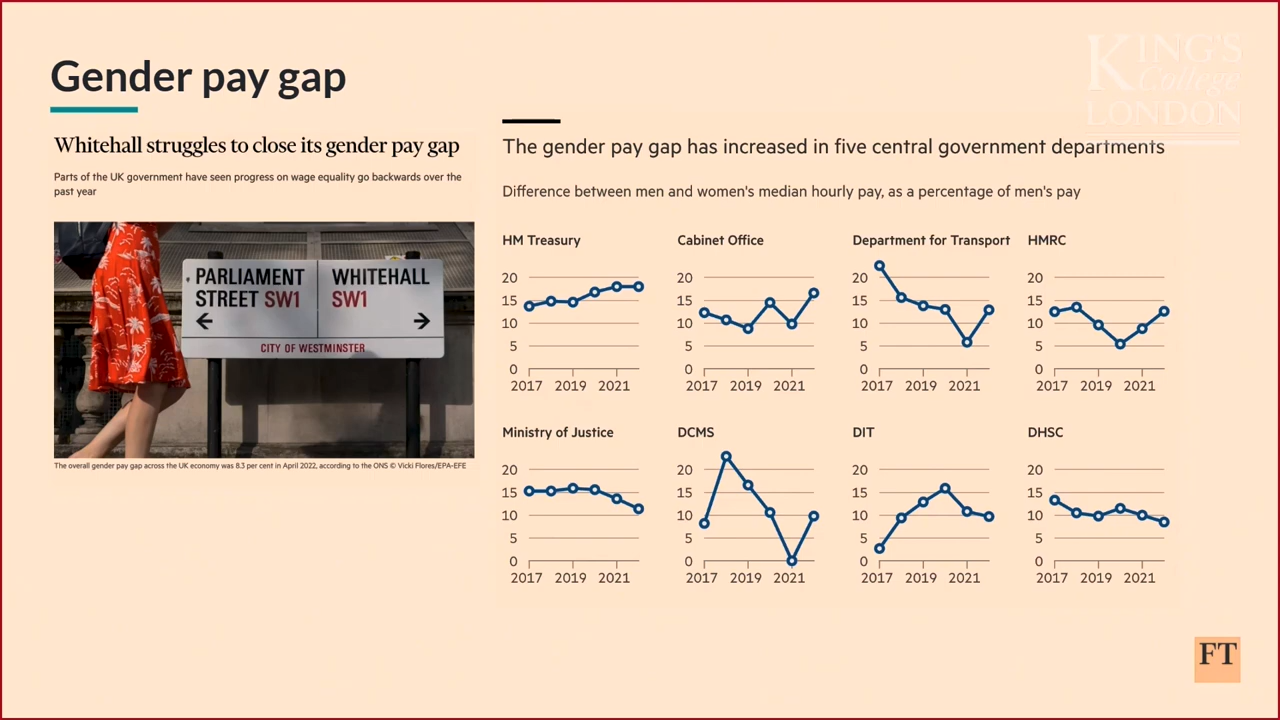 KING'S
College
LONDON
Gender pay gap
Whitehall struggles to close its gender pay gap
Parts of the UK government have seen progress on wage equality go backwards over the
past year
PARLIAMENT
STREET SW1
WHITEHALL
SW1
CITY OF WESTMINSTER
The overall gender pay gap across the UK economy was 8.3 per cent in April 2022, according to the ONS © Vicki Flores/EPA-EFE
The gender pay gap has increased in five central government departments
Difference between men and women's median hourly pay, as a percentage of men's pay
HM Treasury
20
15
10
5
0
2017 2019 2021
Cabinet Office
20
15
10
5
0
2017 2019 2021
Department for Transport
20
15
10
5
0
2017 2019 2021
HMRC
20
15
10
5
0
2017 2019 2021
Ministry of Justice
20
15
10
5
0
2017 2019 2021
DCMS
20
15
10
5
0
2017 2019 2021
DIT
20
15
10
5
0
2017 2019 2021
DHSC
20
15
10
5
0
2017 2019 2021
FT